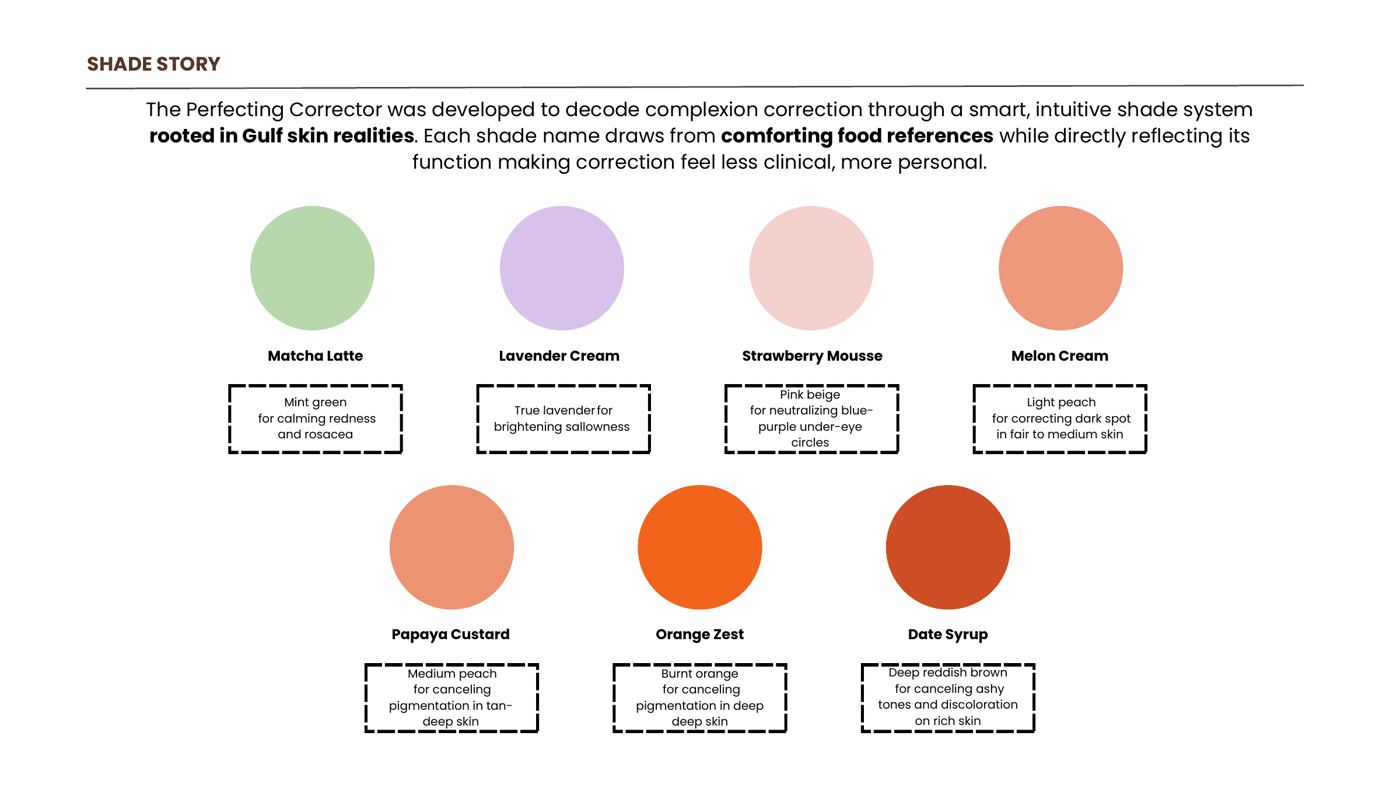 SHADE STORY
The Perfecting Corrector was developed to decode complexion correction through a smart, intuitive shade system
rooted in Gulf skin realities. Each shade name draws from comforting food references while directly reflecting its
function making correction feel less clinical, more personal.
Matcha Latte
Lavender Cream
Strawberry Mousse
Melon Cream
Mint green
for calming redness
and rosacea
True lavender for
brightening sallowness
Pink beige
for neutralizing blue-
purple under-eye
circles
Light peach
for correcting dark spot
in fair to medium skin
Papaya Custard
Orange Zest
Date Syrup
Medium peach
for canceling
pigmentation in tan-
deep skin
Burnt orange
for canceling
pigmentation in deep
deep skin
Deep reddish brown
for canceling ashy
tones and discoloration
on rich skin